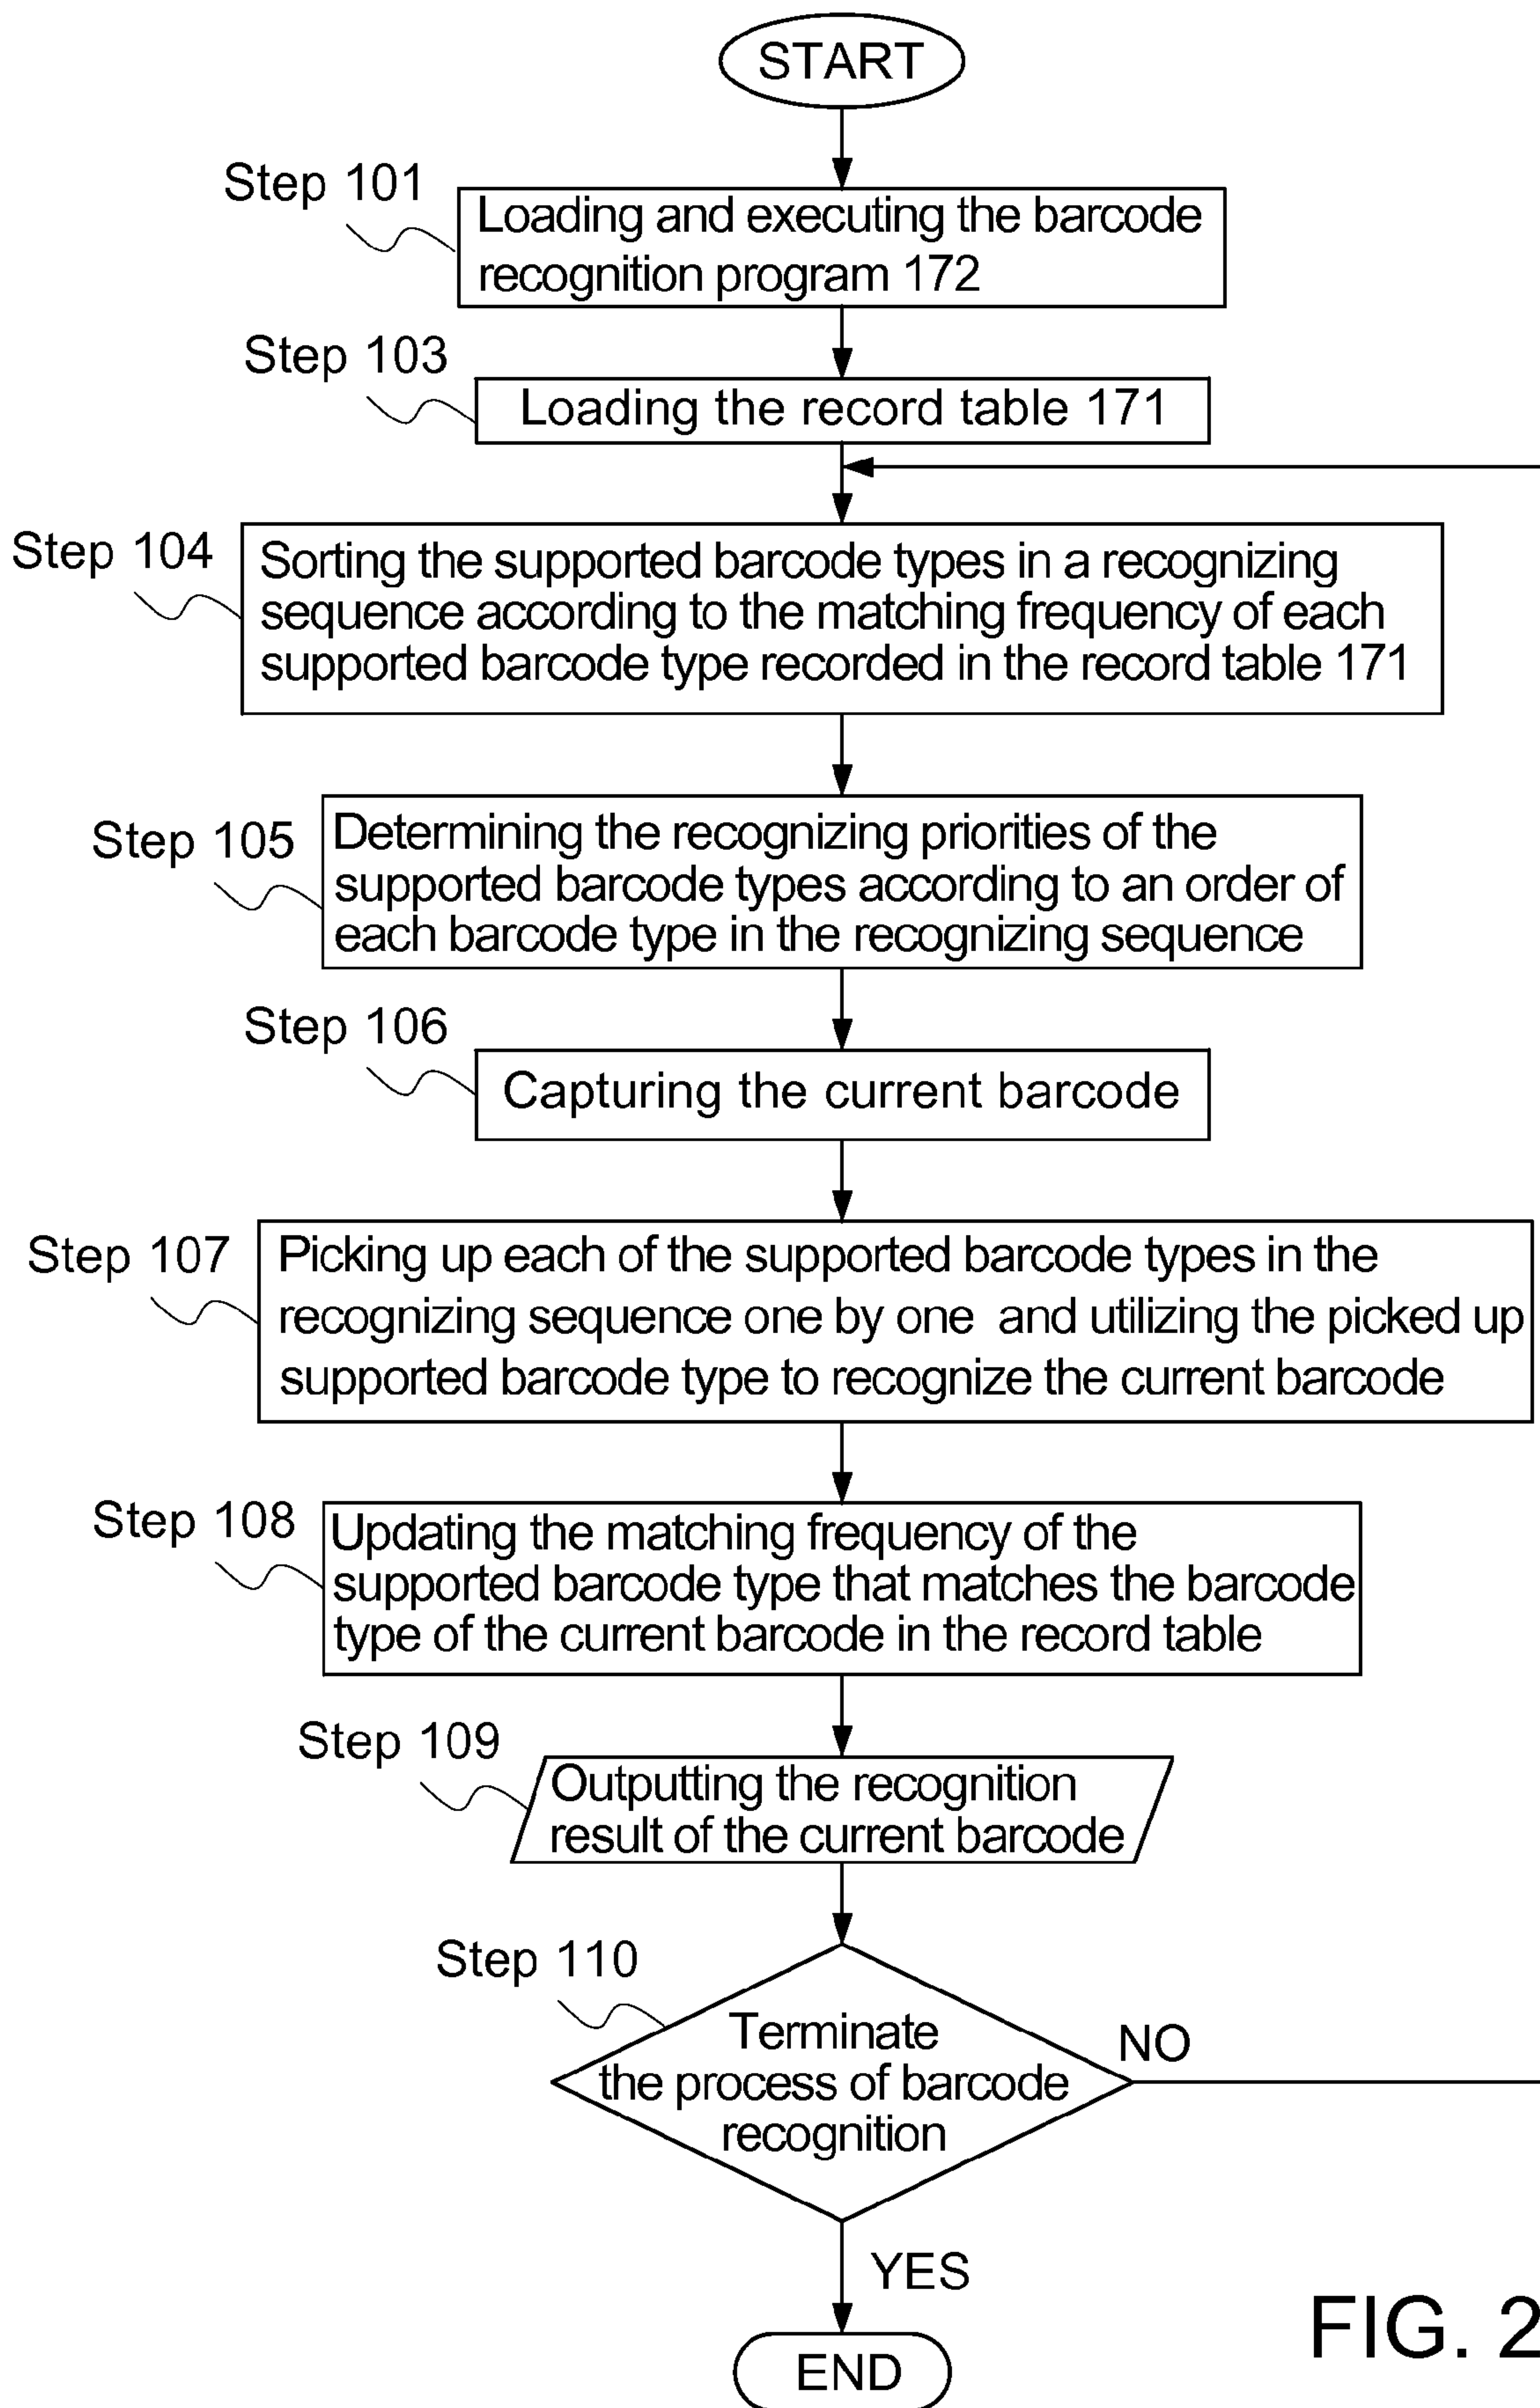 START
Step 101
Loading and executing the barcode
recognition program 172
Step 103
Loading the record table 171
Step 104
Sorting the supported barcode types in a recognizing
sequence according to the matching frequency of each
supported barcode type recorded in the record table 171
Step 105
Determining the recognizing priorities of the
supported barcode types according to an order of
each barcode type in the recognizing sequence
Step 106
Capturing the current barcode
Step 107
Picking up each of the supported barcode types in the
recognizing sequence one by one and utilizing the picked up
supported barcode type to recognize the current barcode
Step 108
Updating the matching frequency of the
supported barcode type that matches the barcode
type of the current barcode in the record table
Step 109
Outputting the recognition
result of the current barcode
Step 110
Terminate
the process of barcode
recognition
NO
YES
END
FIG. 2